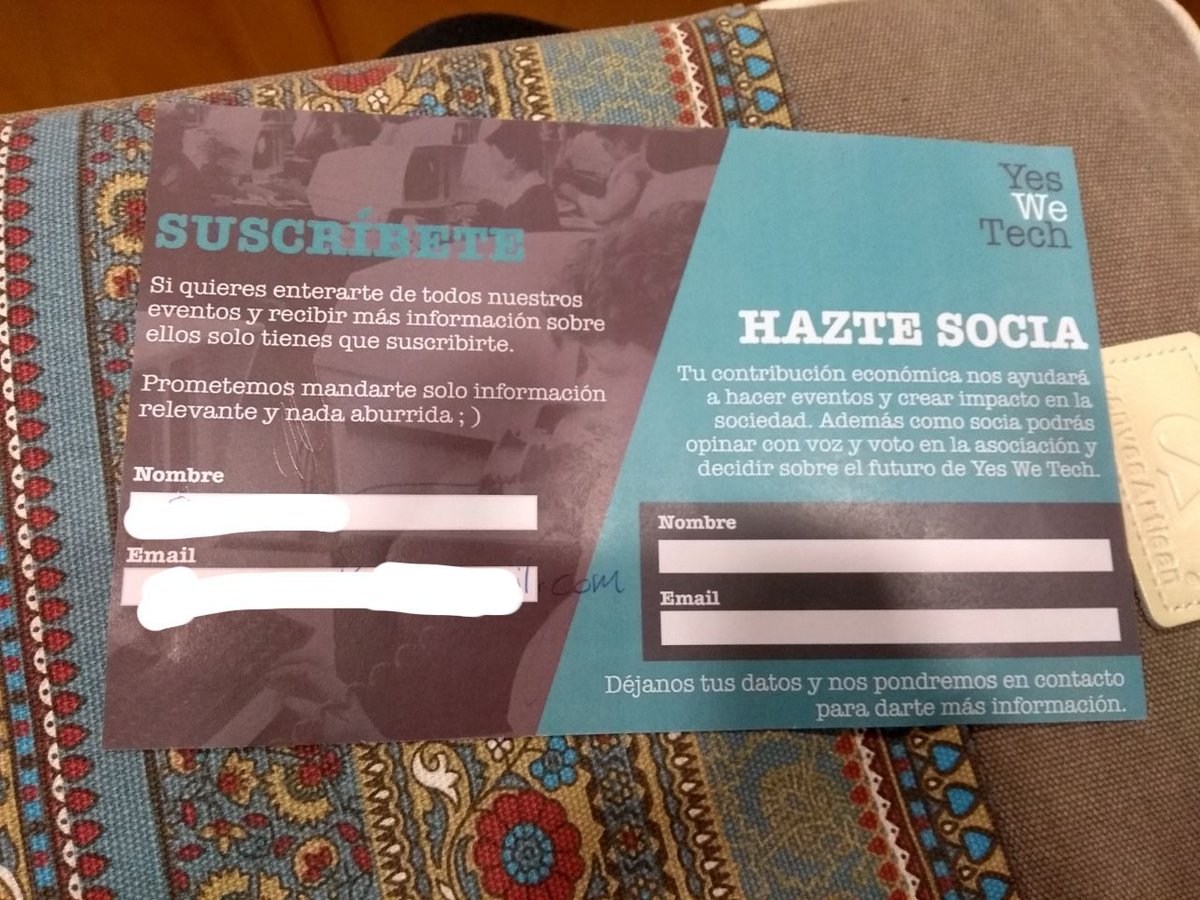 SUSCRÍBETE
Si quieres enterarte de todos nuestros
eventos y recibir más información sobre
ellos solo tienes que suscribirte.
Prometemos mandarte solo información
relevante y nada aburrida ; )
Nombre
Email
il.com
Yes
We
Tech
HAZTE SOCIA
Tu contribución económica nos ayudará
a hacer eventos y crear impacto en la
sociedad. Además como socia podrás
opinar con voz y voto en la asociación y
decidir sobre el futuro de Yes We Tech.
Nombre
Email
Déjanos tus datos y nos pondremos en contacto
para darte más información.